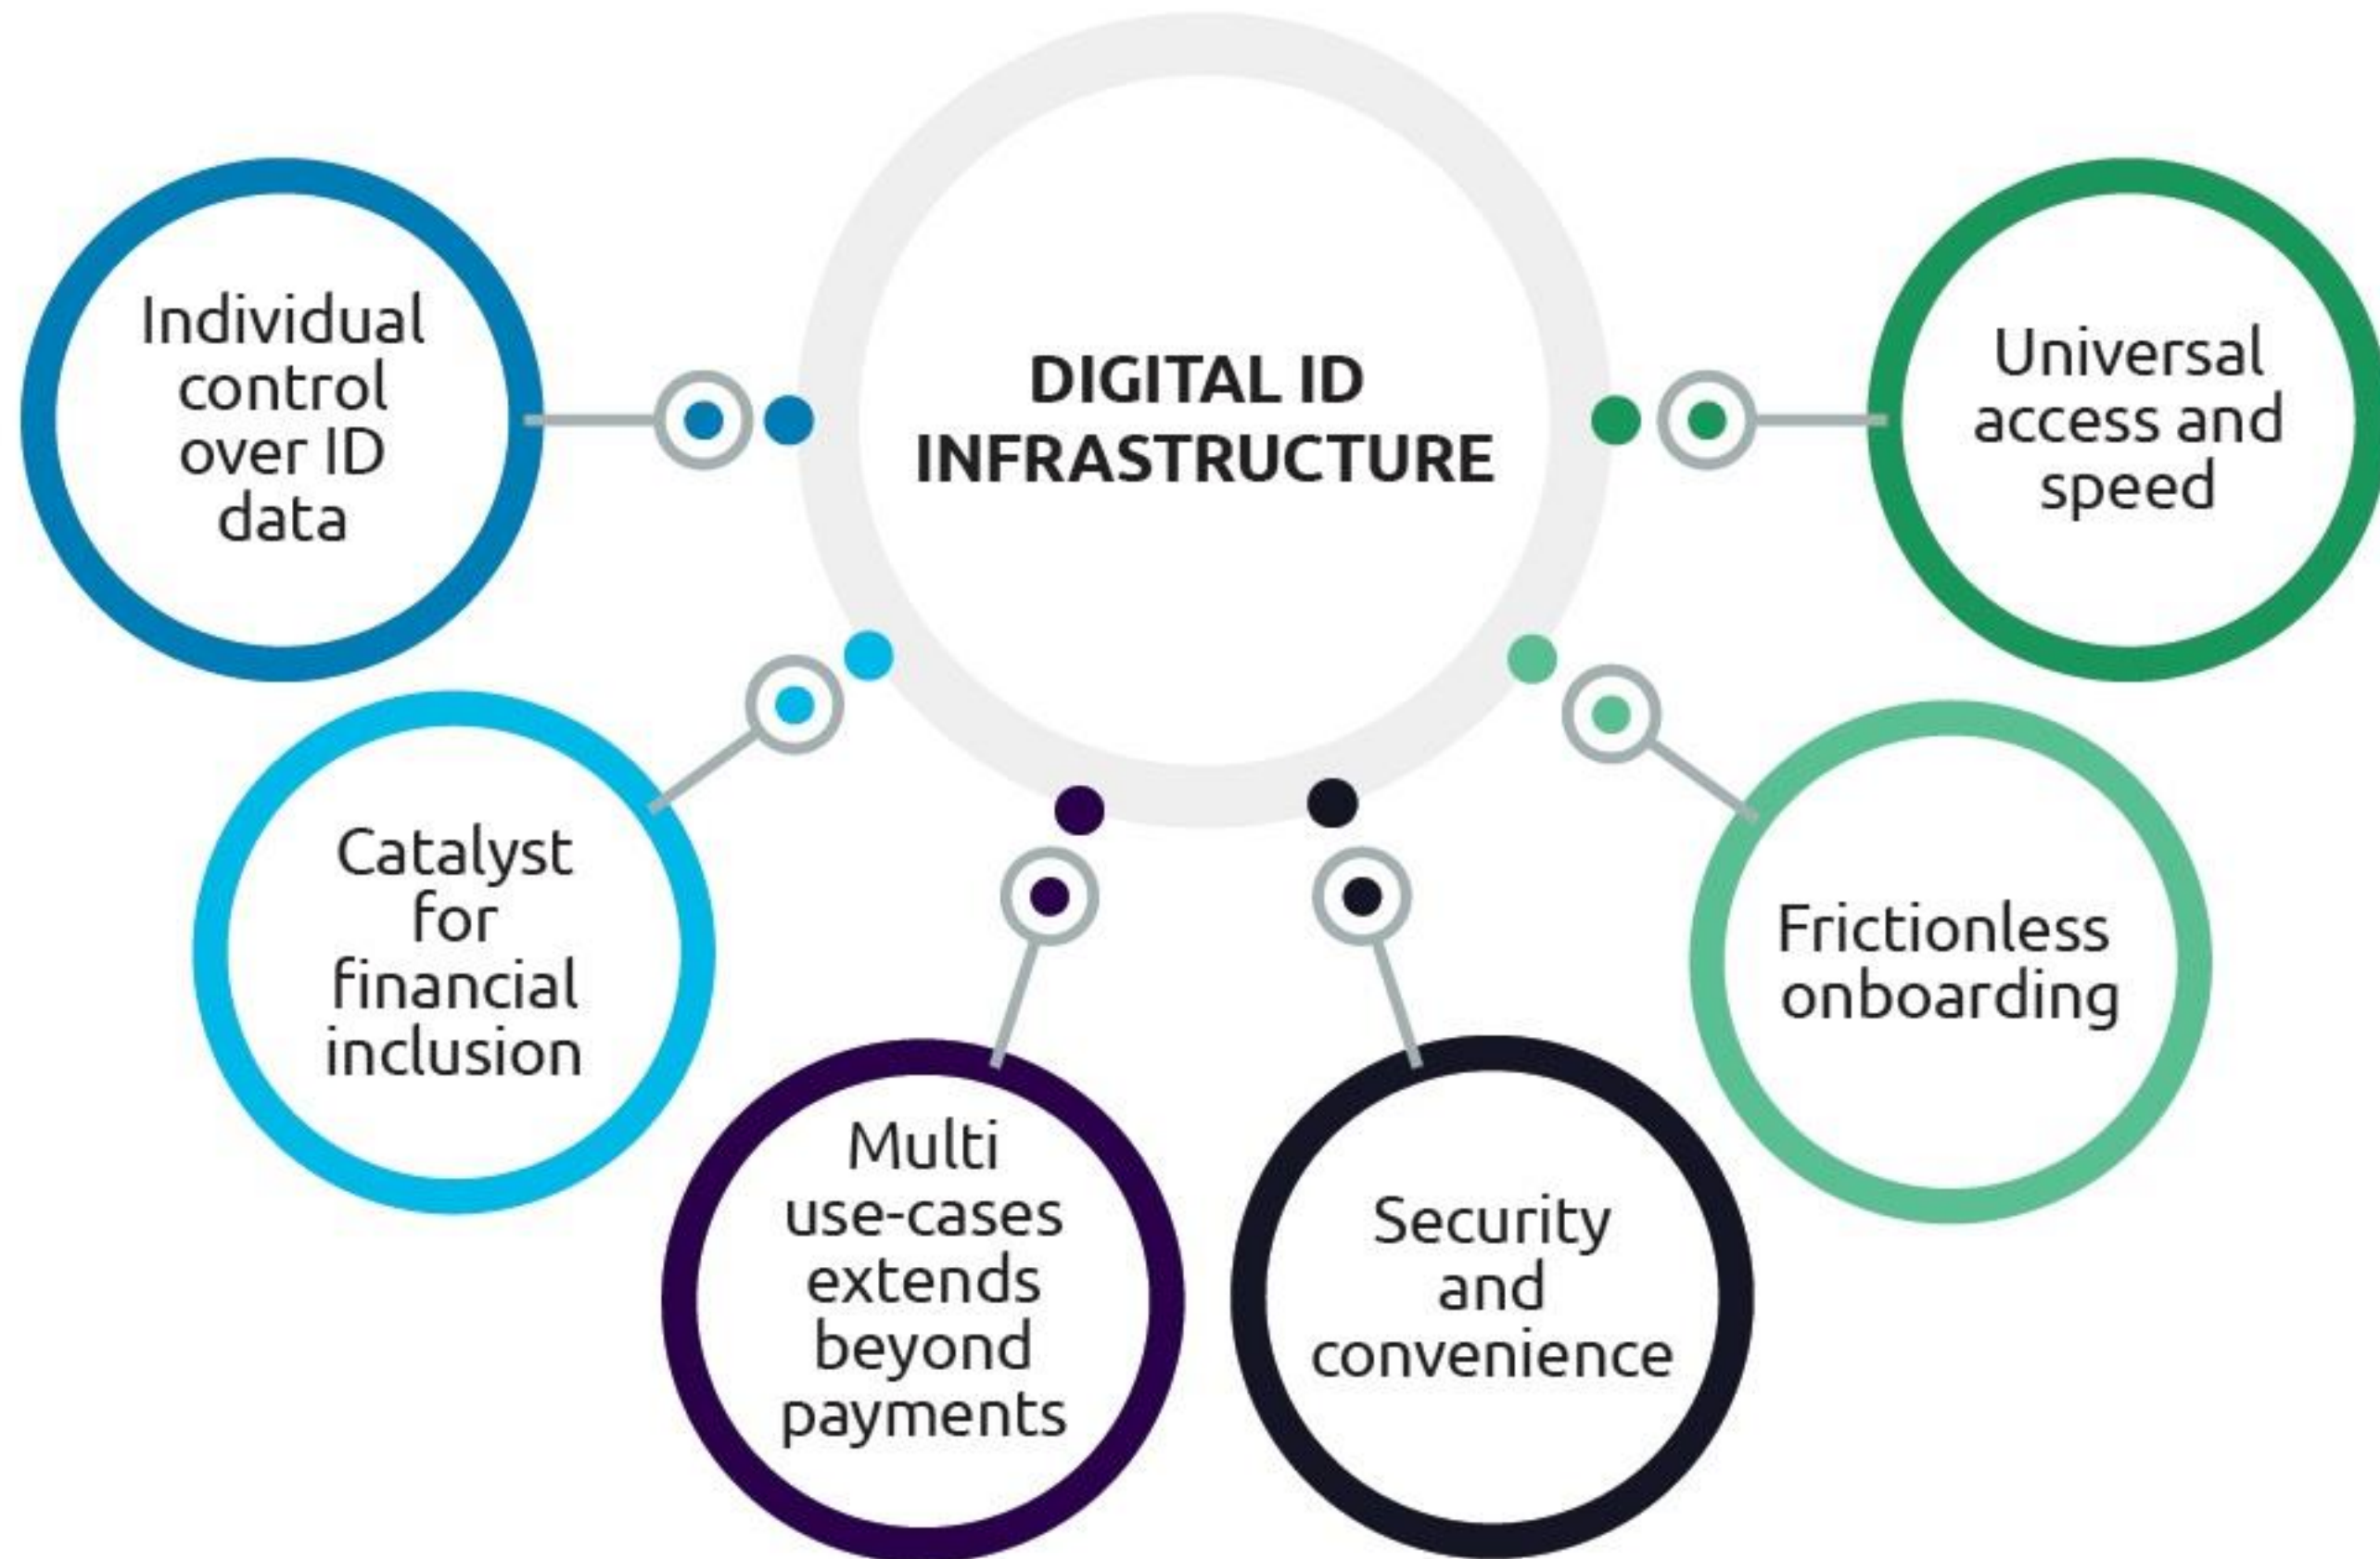 DIGITAL ID
INFRASTRUCTURE
Individual
control
over ID
data
Universal
access and
speed
Catalyst
for
financial
inclusion
Frictionless
onboarding
Multi
use-cases
extends
beyond
payments
Security
and
convenience